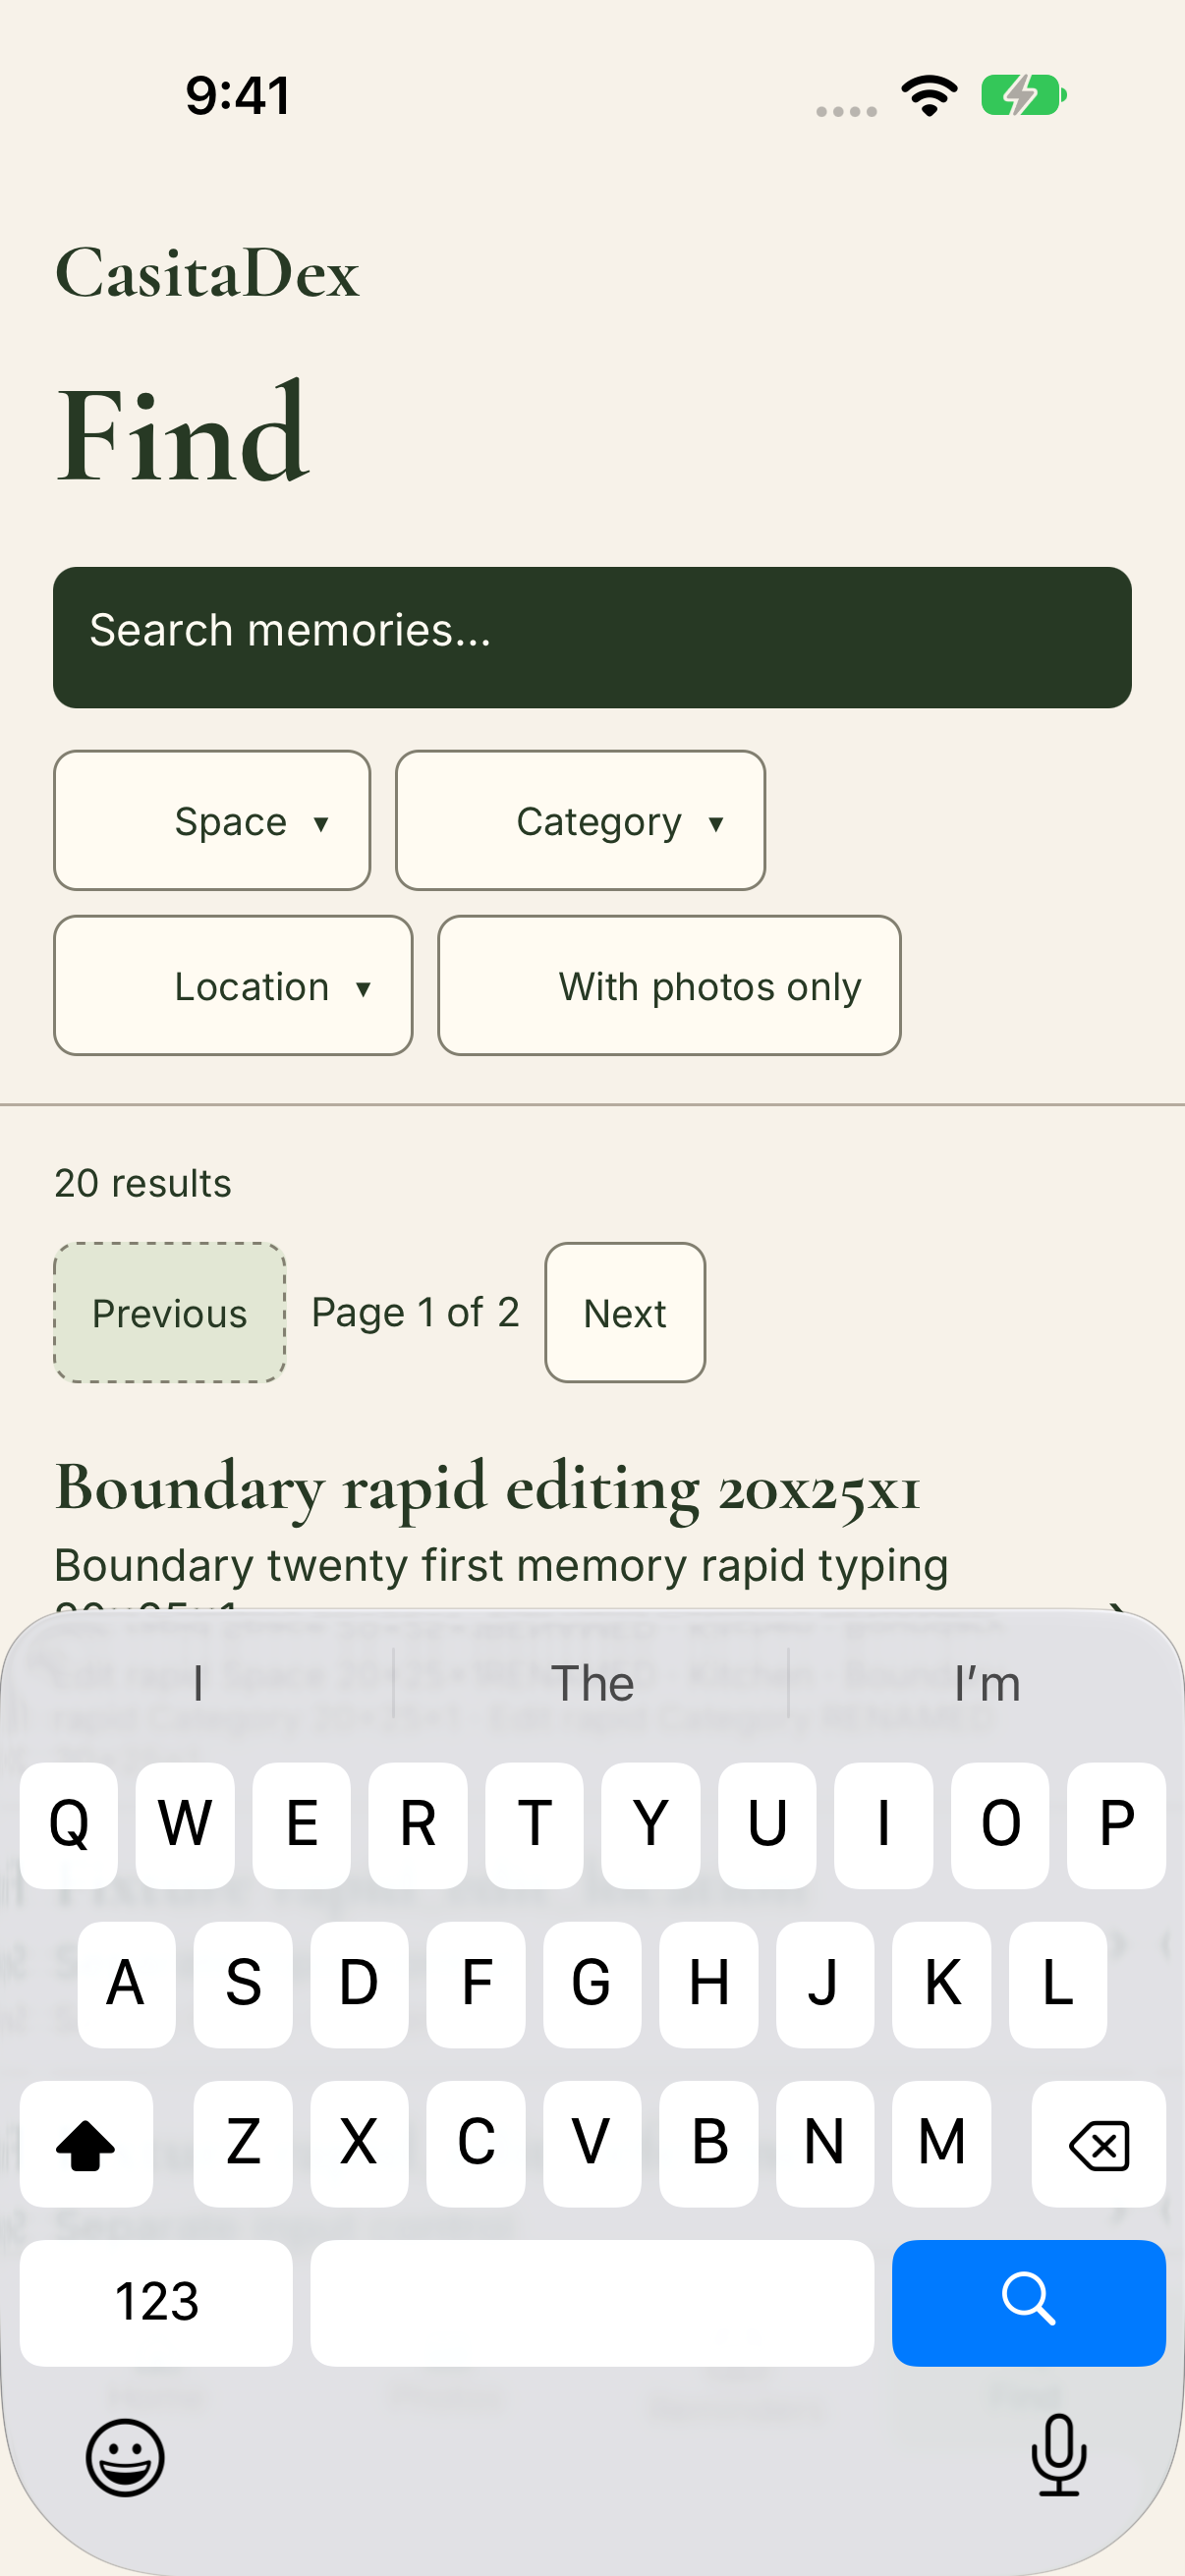 9:41
CasitaDex
Find
Search memories...
Space ▾
Category ▾
Location ▾
With photos only
20 results
Previous
Page 1 of 2
Next
Boundary rapid editing 20x25x1
Boundary twenty first memory rapid typing
20x25x1
I The I’m
Q W E R T Y U I O P
A S D F G H J K L
Z X C V B N M
123